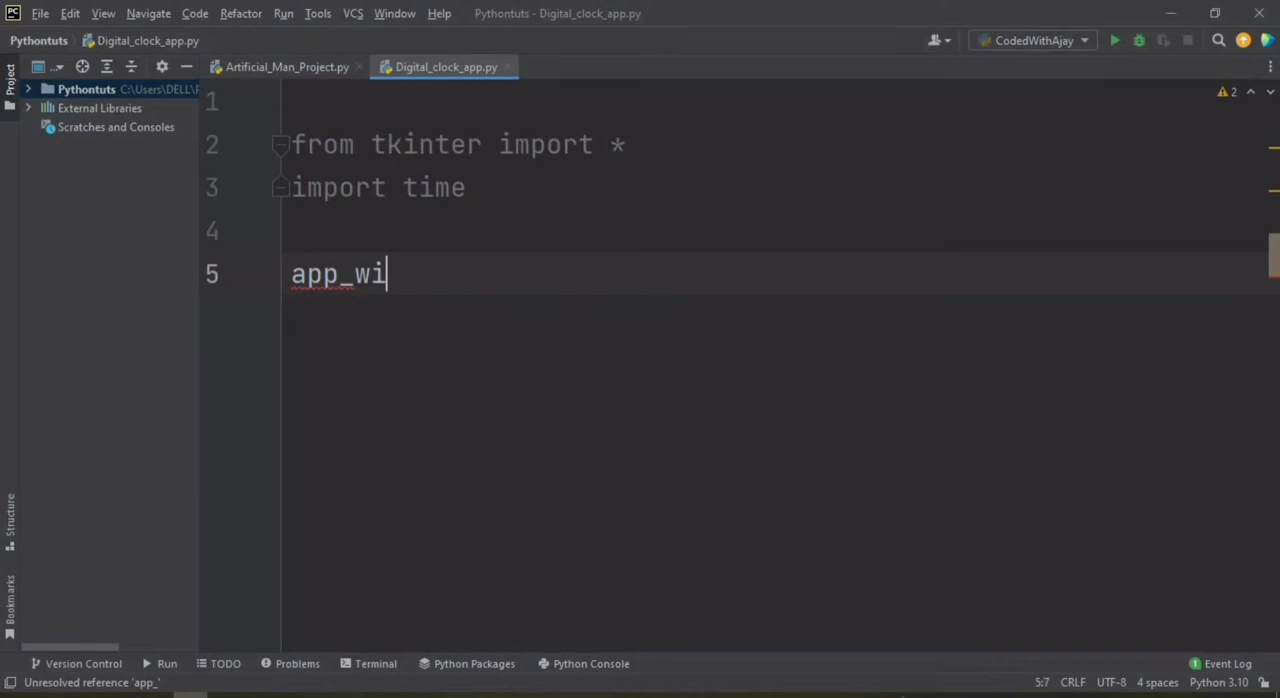 File Edit View Navigate Code Refactor Run Tools VCS Window Help Pythontuts - Digital_clock_app.py
Pythontuts Digital_clock_app.py CodedWithAjay
Project
... Artificial_Man_Project.py Digital_clock_app.py
Pythontuts C:\Users\DELL\
External Libraries
Scratches and Consoles
2
1
2 from tkinter import *
3 import time
4
5 app_wi
Structure
Bookmarks
Version Control Run TODO Problems Terminal Python Packages Python Console 1 Event Log
Unresolved reference 'app_' 5:7 CRLF UTF-8 4 spaces Python 3.10